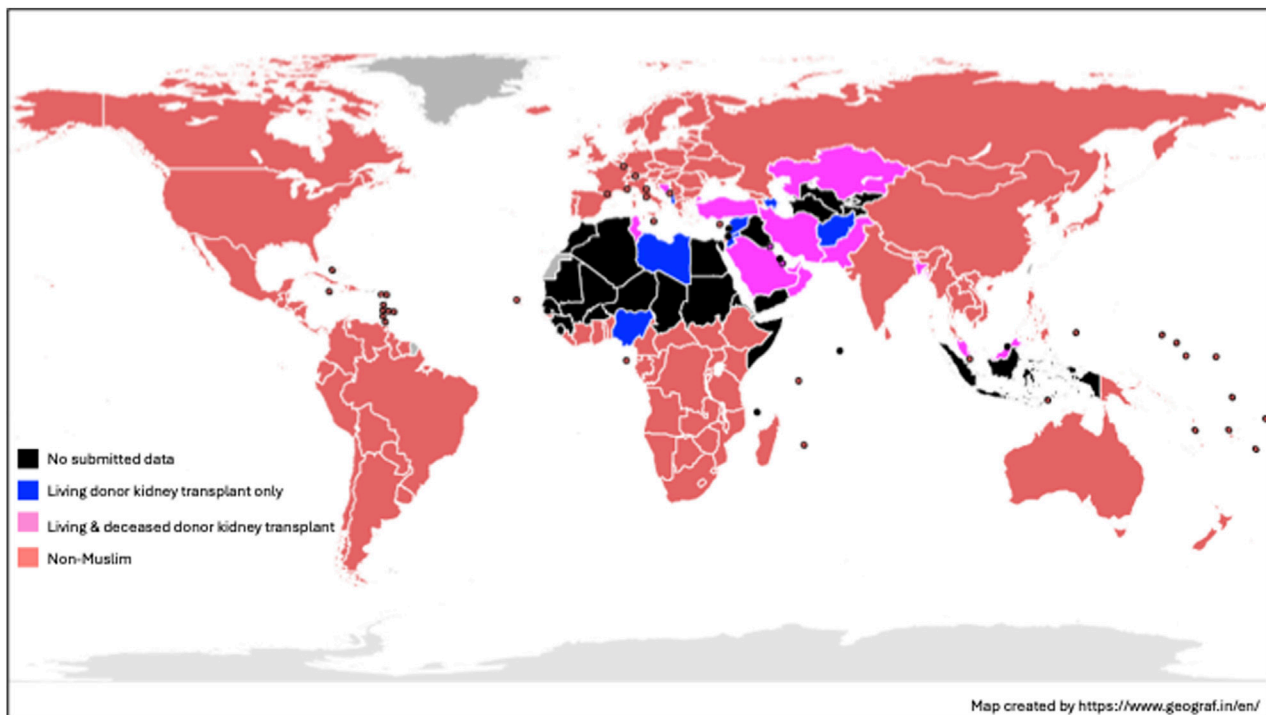 No submitted data
Living donor kidney transplant only
Living & deceased donor kidney transplant
Non-Muslim
Map created by https://www.geograf.in/en/